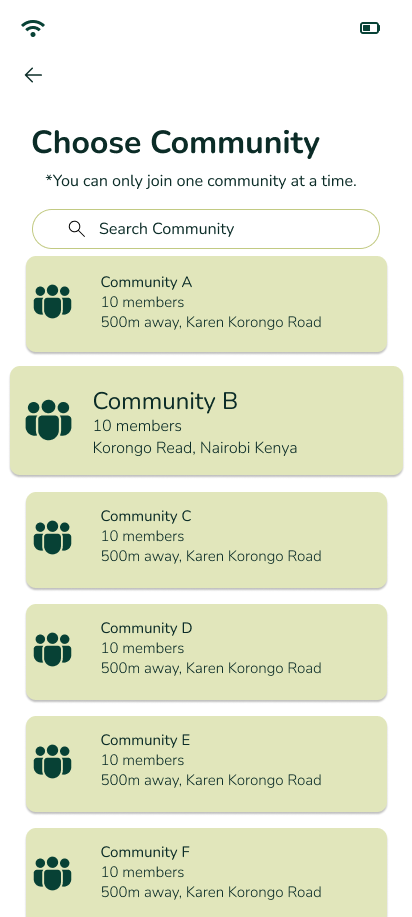 Choose Community
*You can only join one community at a time.
Search Community
Community A
10 members
500m away, Karen Korongo Road
Community B
10 members
Korongo Read, Nairobi Kenya
Community C
10 members
500m away, Karen Korongo Road
Community D
10 members
500m away, Karen Korongo Road
Community E
10 members
500m away, Karen Korongo Road
Community F
10 members
500m away, Karen Korongo Road